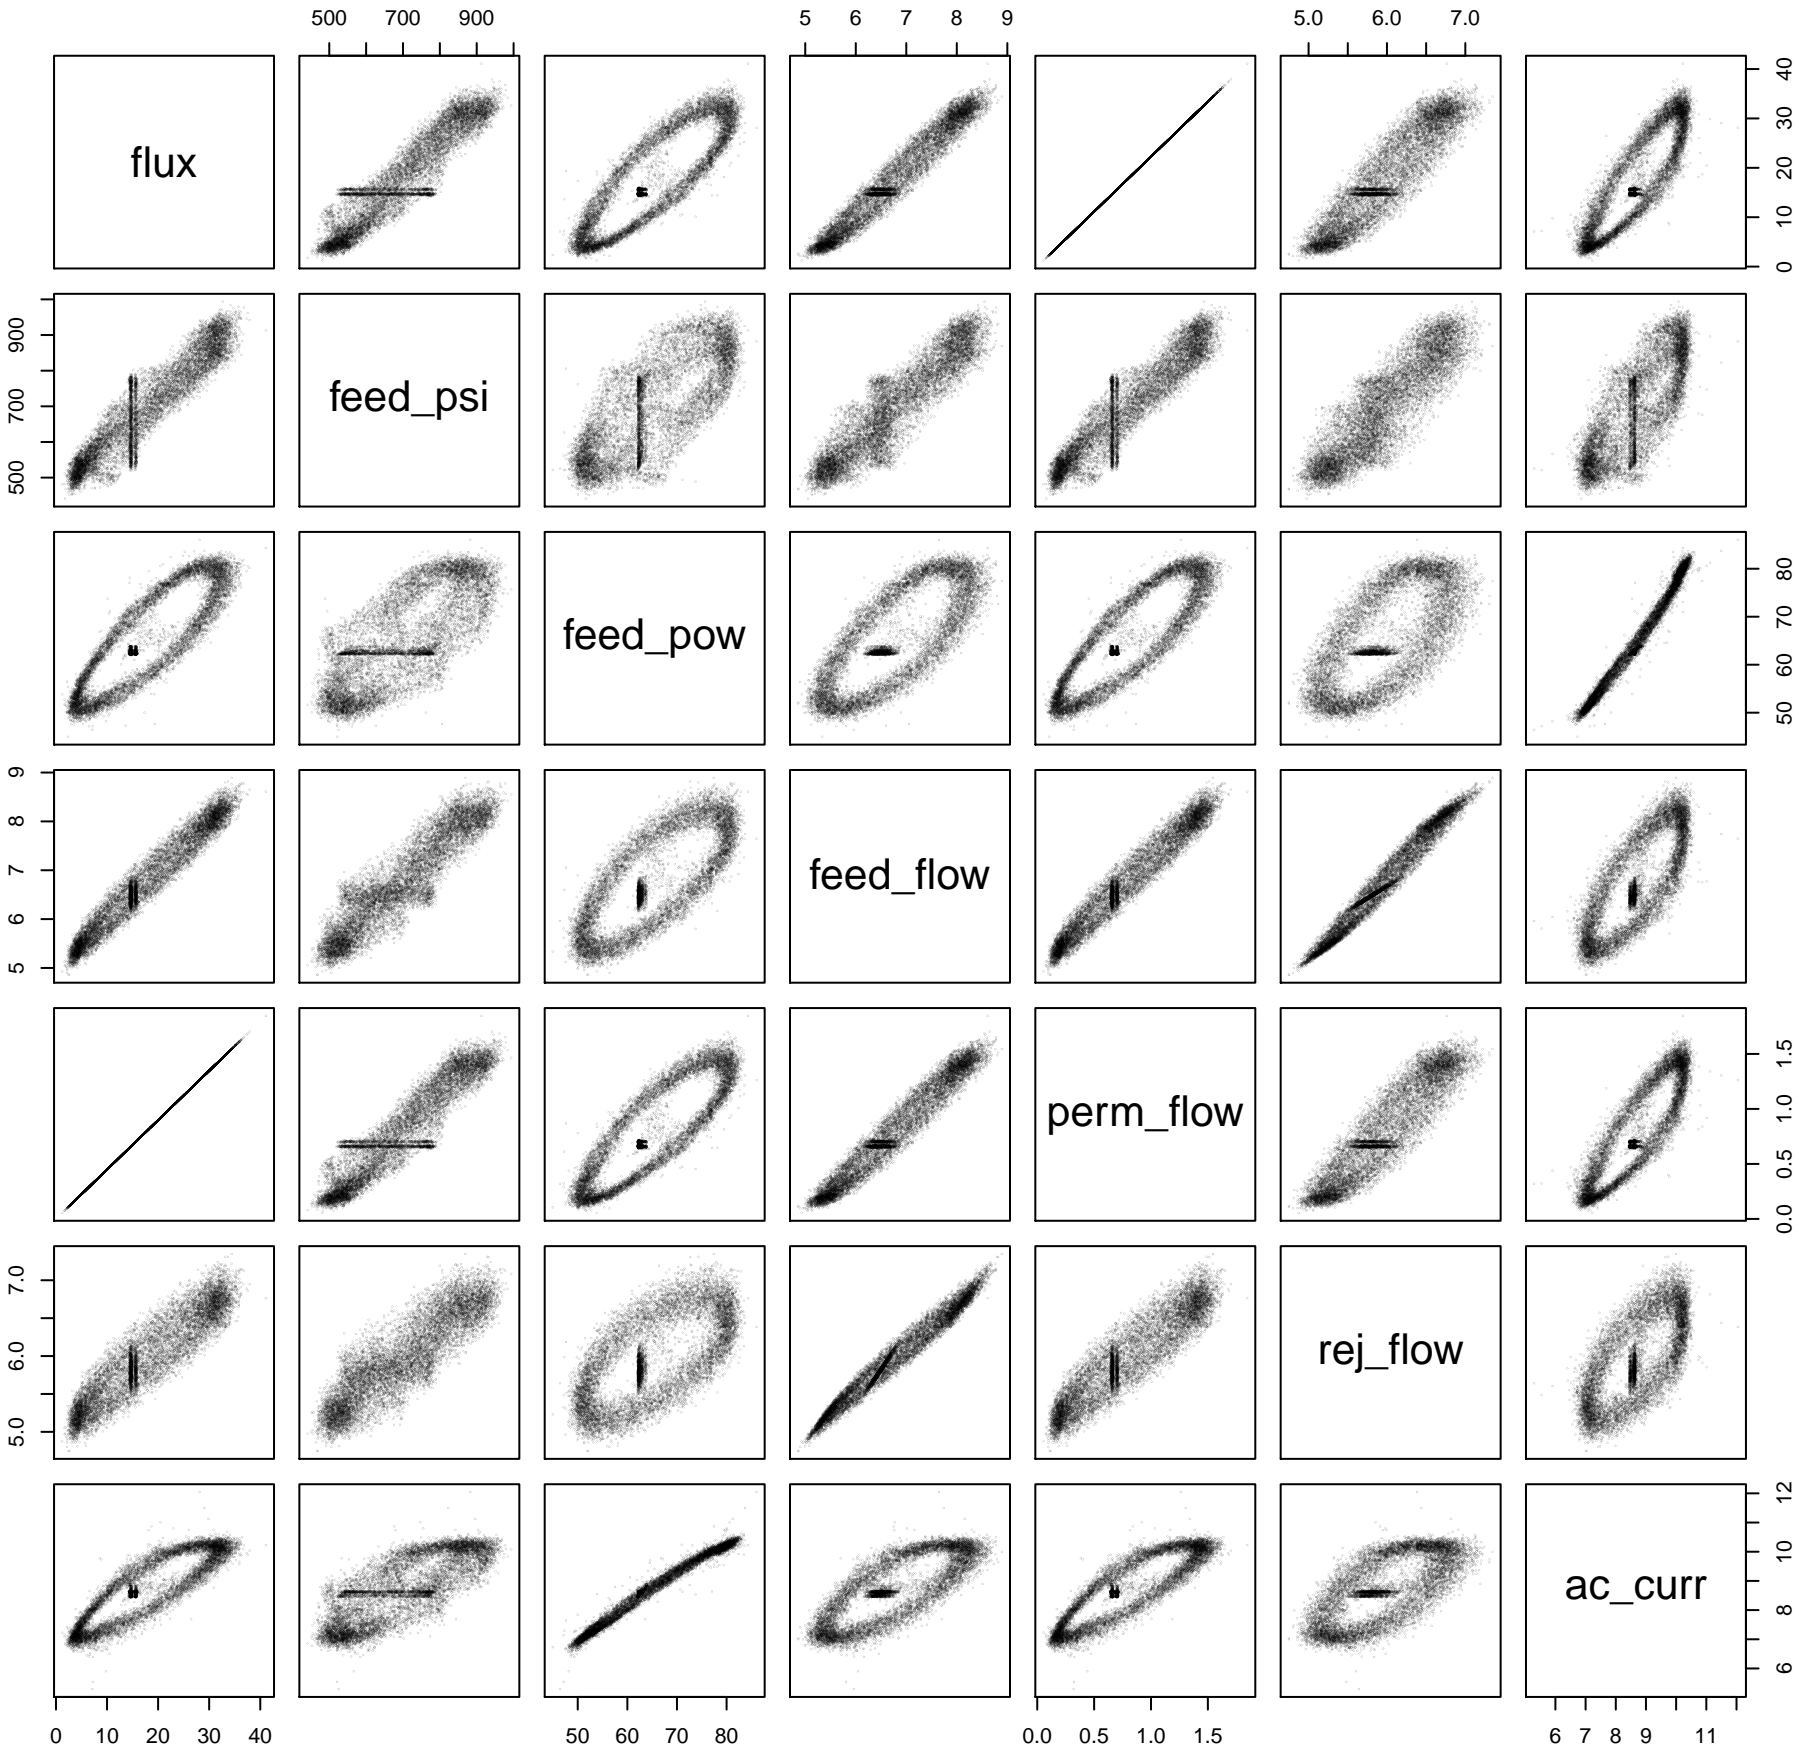 500 700 900 5 6 7 8 9 5.0 6.0 7.0
flux
0 10 20 30 40
500 700 900
feed_psi
feed_pow
50 60 70 80
5 6 7 8 9
feed_flow
perm_flow
0.0 0.5 1.0 1.5
5.0 6.0 7.0
rej_flow
ac_curr
6 8 10 12
0 10 20 30 40 50 60 70 80 0.0 0.5 1.0 1.5 6 7 8 9 11